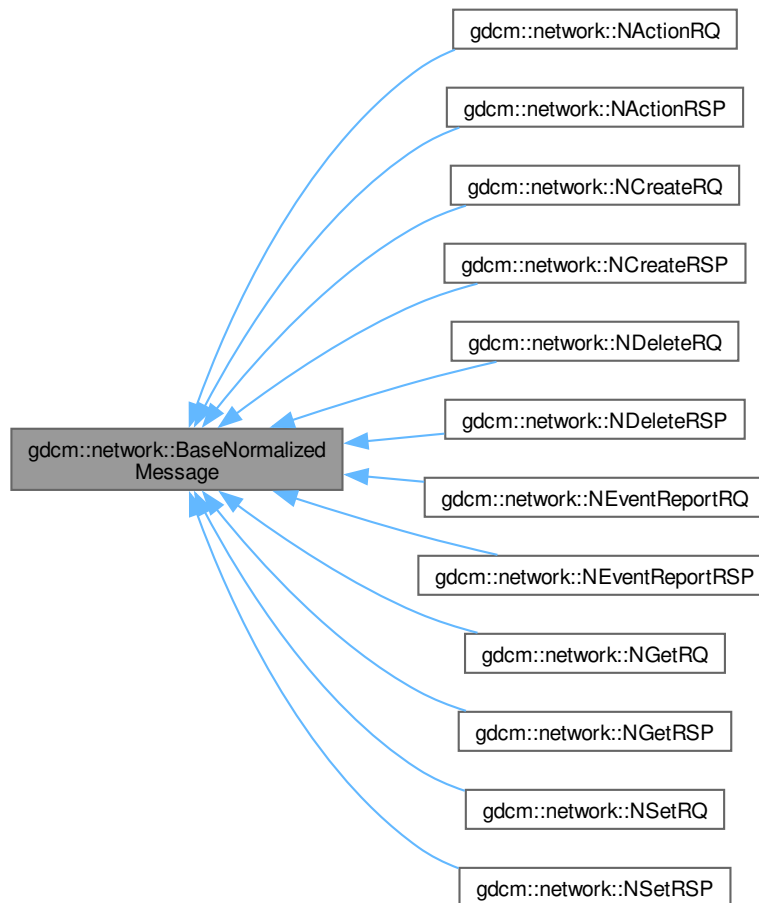 gdcm::network::NActionRQ
gdcm::network::NActionRSP
gdcm::network::NCreateRQ
gdcm::network::NCreateRSP
gdcm::network::NDeleteRQ
gdcm::network::NDeleteRSP
gdcm::network::BaseNormalized
Message
gdcm::network::NEventReportRQ
gdcm::network::NEventReportRSP
gdcm::network::NGetRQ
gdcm::network::NGetRSP
gdcm::network::NSetRQ
gdcm::network::NSetRSP